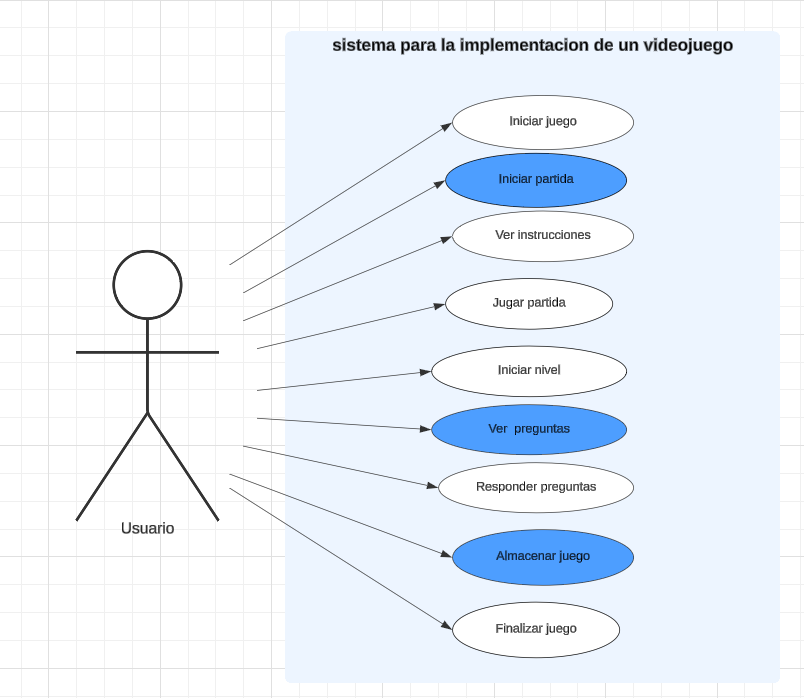 sistema para la implementacion de un videojuego
Iniciar juego
Iniciar partida
Ver instrucciones
Jugar partida
Iniciar nivel
Ver  preguntas
Responder preguntas
Usuario
Almacenar juego
Finalizar juego